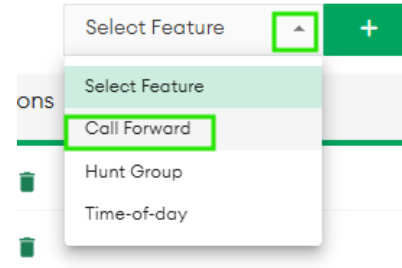 Select Feature
+
Select Feature
ons
Call Forward
Hunt Group
Time-of-day